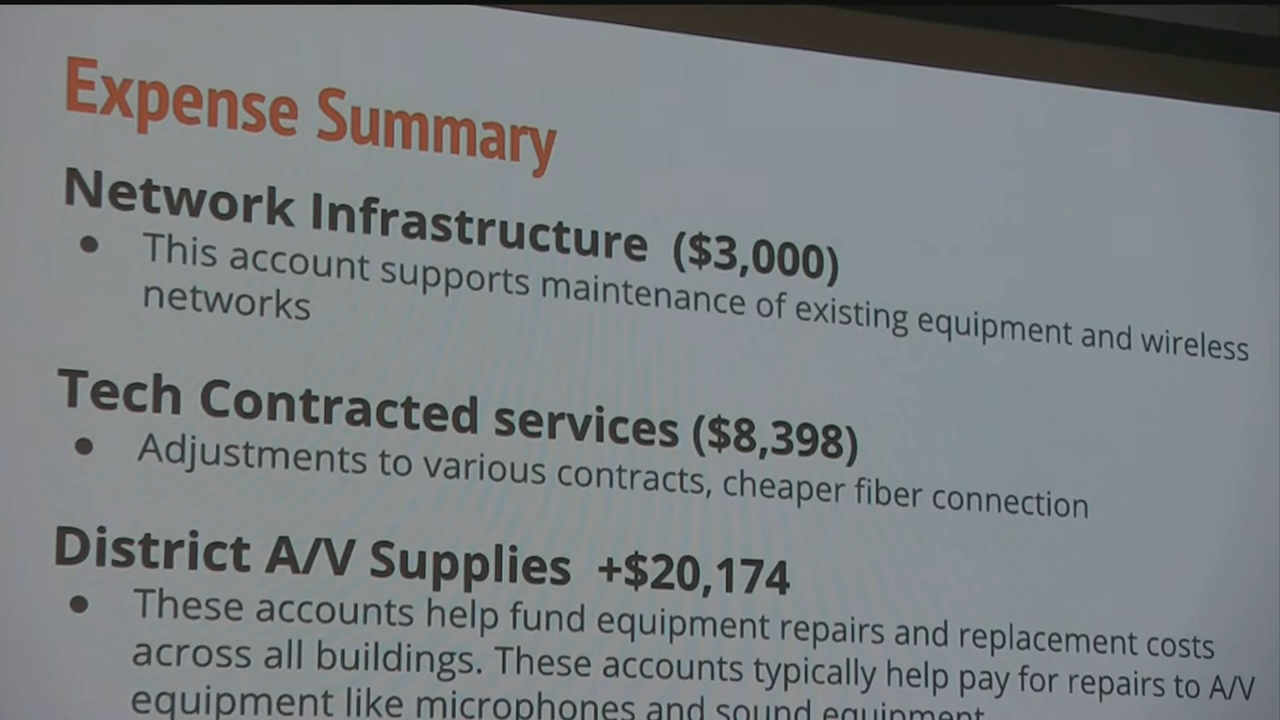 Expense Summary
Network Infrastructure ($3,000)
● This account supports maintenance of existing equipment and wireless
networks
Tech Contracted services ($8,398)
● Adjustments to various contracts, cheaper fiber connection
District A/V Supplies +$20,174
● These accounts help fund equipment repairs and replacement costs
across all buildings. These accounts typically help pay for repairs to A/V
equipment like microphones and sound equipment